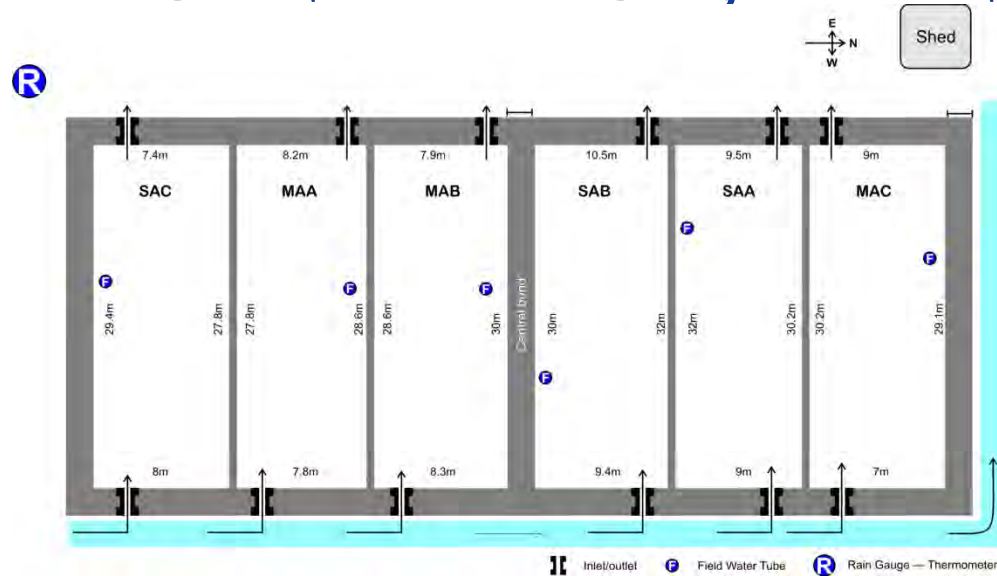 E
N
W
Shed
R
7.4m 8.2m 7.9m 10.5m 9.5m 9m
SAC MAA MAB SAB SAA MAC
F F F F F F
29.4m 27.8m 27.8m 28.6m 28.6m 30m Central bund 30m 32m 32m 30.2m 30.2m 29.1m
8m 7.8m 8.3m 9.4m 9m 7m
Inlet/outlet F Field Water Tube R Rain Gauge — Thermometer